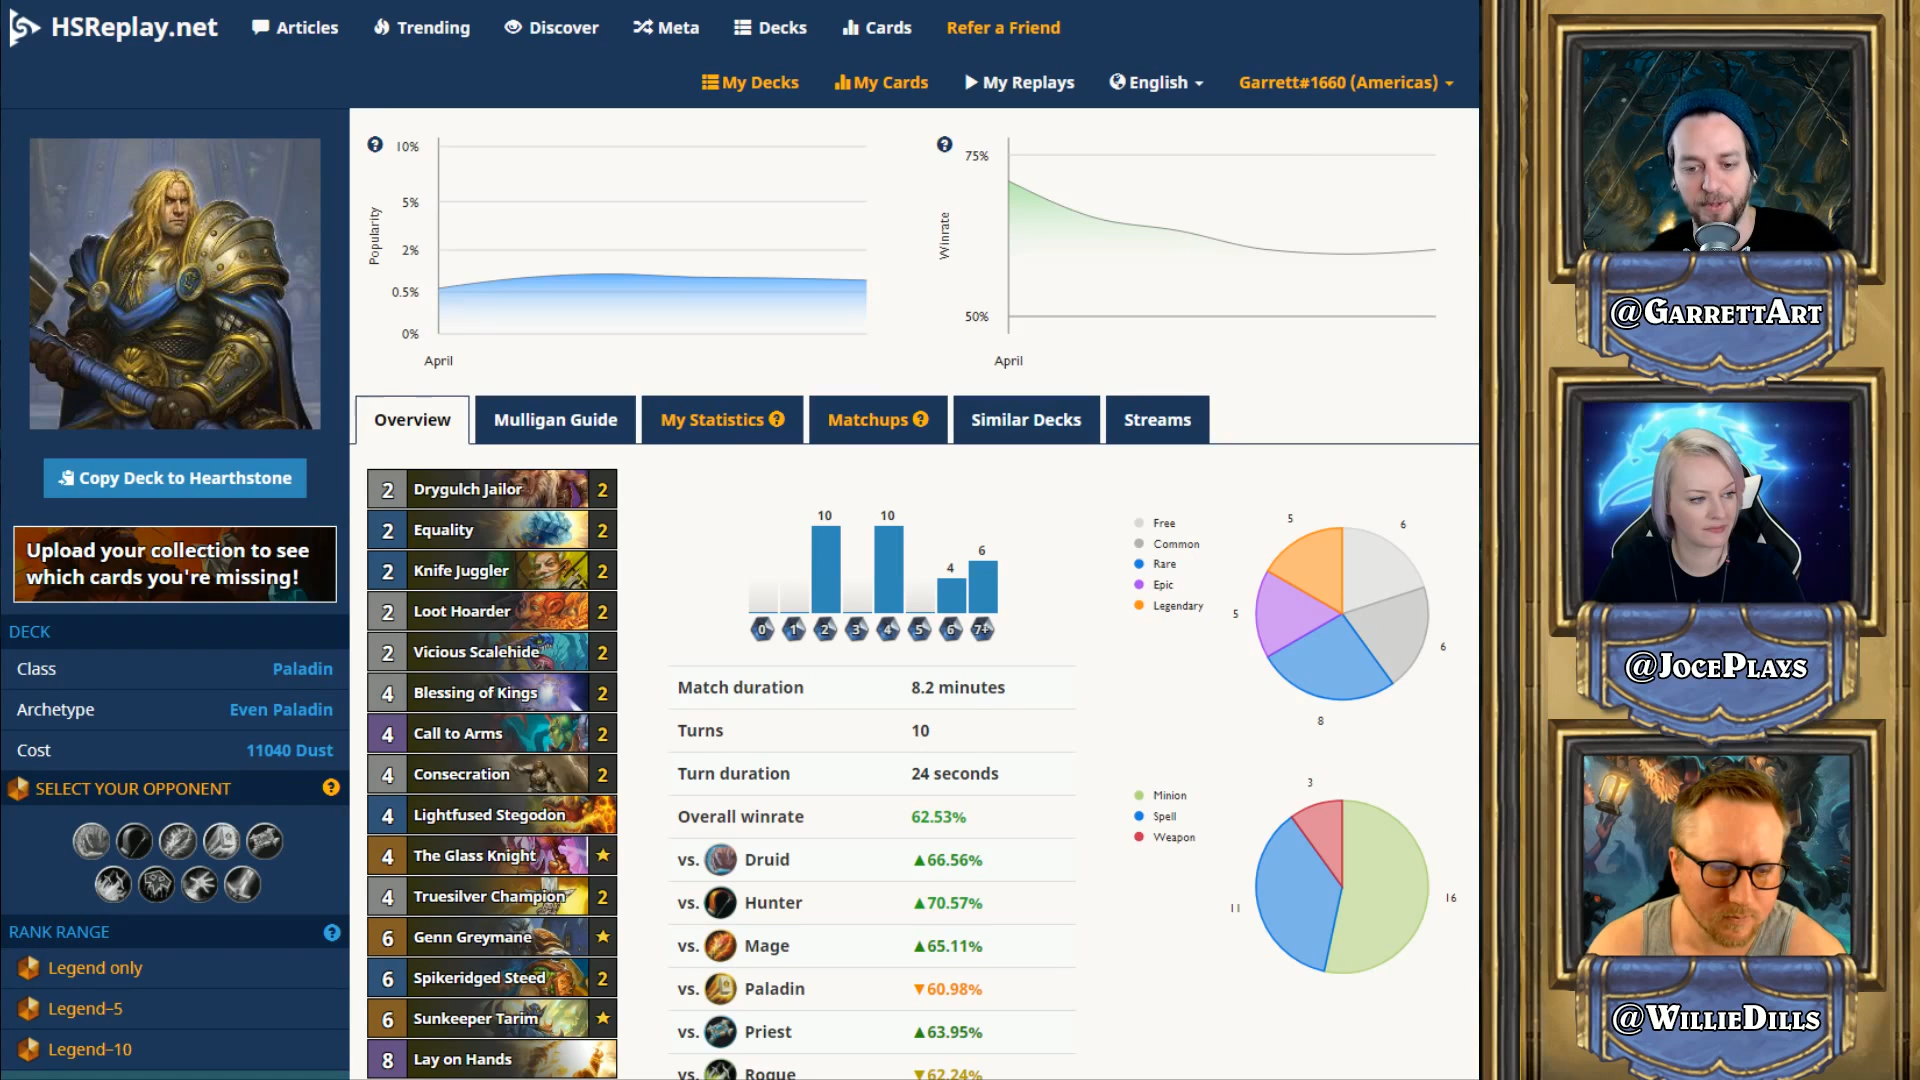 HSReplay.net
Articles
Trending
Discover
Meta
Decks
Cards
Refer a Friend
My Decks
My Cards
My Replays
English
Garrett#1660 (Americas)
Copy Deck to Hearthstone
Upload your collection to see
which cards you're missing!
DECK
Class Paladin
Archetype Even Paladin
Cost 11040 Dust
SELECT YOUR OPPONENT ?
RANK RANGE ?
Legend only
Legend–5
Legend–10
?
10%
5%
2%
0.5%
0%
Popularity
April
?
75%
50%
Winrate
April
Overview
Mulligan Guide
My Statistics ?
Matchups ?
Similar Decks
Streams
2 Drygulch Jailor 2
2 Equality 2
2 Knife Juggler 2
2 Loot Hoarder 2
2 Vicious Scalehide 2
4 Blessing of Kings 2
4 Call to Arms 2
4 Consecration 2
4 Lightfused Stegodon 2
4 The Glass Knight ★
4 Truesilver Champion 2
6 Genn Greymane ★
6 Spikeridged Steed 2
6 Sunkeeper Tarim ★
8 Lay on Hands
10 10 4 6
0 1 2 3 4 5 6 7+
Match duration 8.2 minutes
Turns 10
Turn duration 24 seconds
Overall winrate 62.53%
vs. Druid ▲66.56%
vs. Hunter ▲70.57%
vs. Mage ▲65.11%
vs. Paladin ▼60.98%
vs. Priest ▲63.95%
vs. Rogue ▼62.24%
Free
Common
Rare
Epic
Legendary
5
6
5
6
8
Minion
Spell
Weapon
3
16
11
@GarrettArt
@JocePlays
@WillieDills